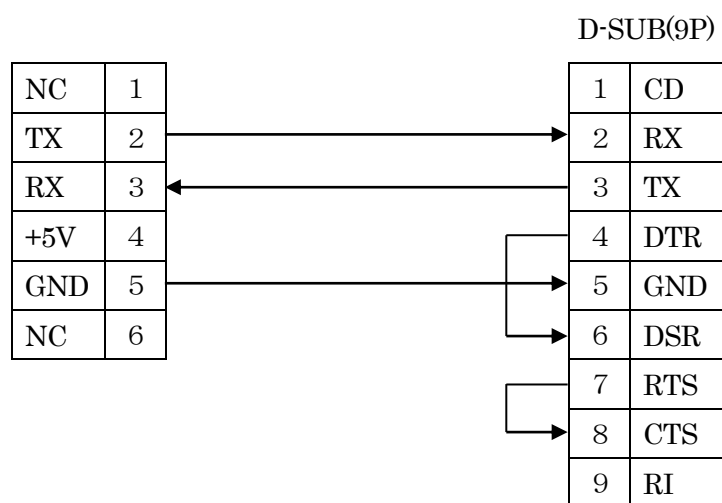 D-SUB(9P)
NC 1 1 CD
TX 2 2 RX
RX 3 3 TX
+5V 4 4 DTR
GND 5 5 GND
NC 6 6 DSR
7 RTS
8 CTS
9 RI